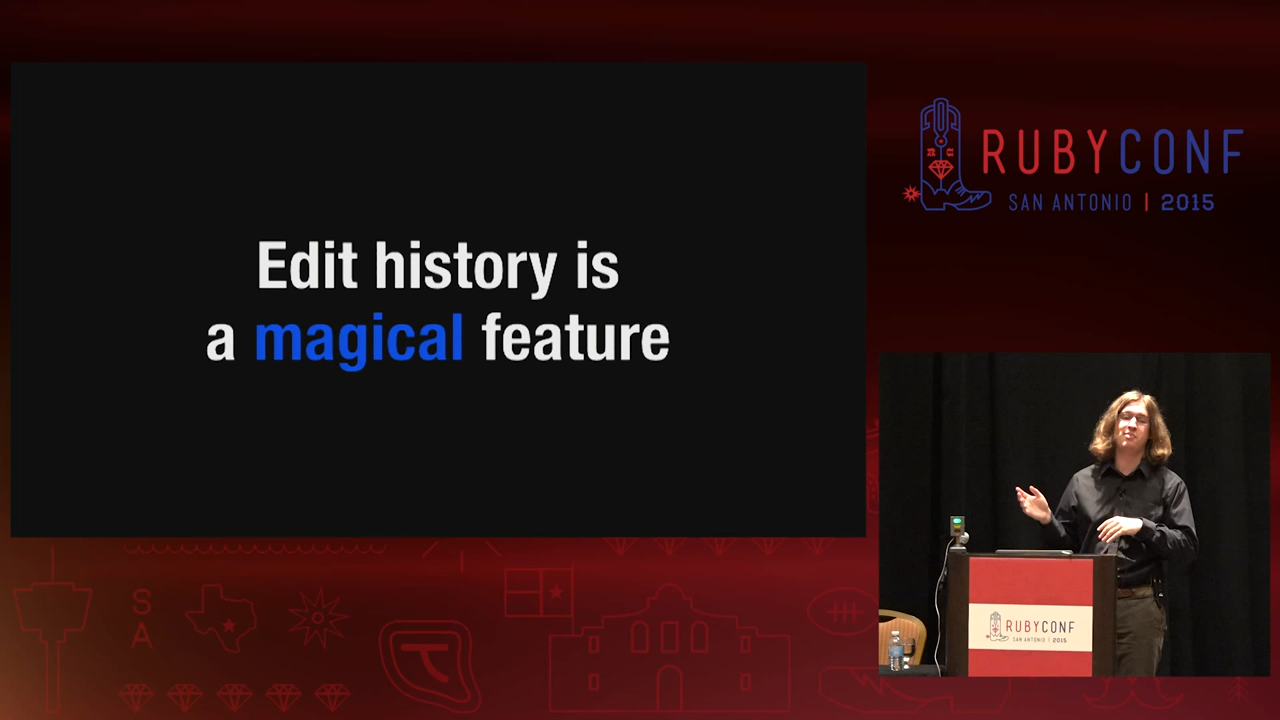 Edit history is
a magical feature
RUBYCONF
SAN ANTONIO | 2015
S
A
RUBYCONF
SAN ANTONIO | 2015